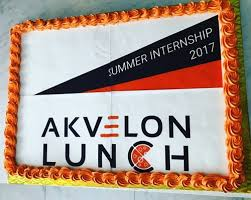 SUMMER INTERNSHIP
2017
AKVELON
LUNCH